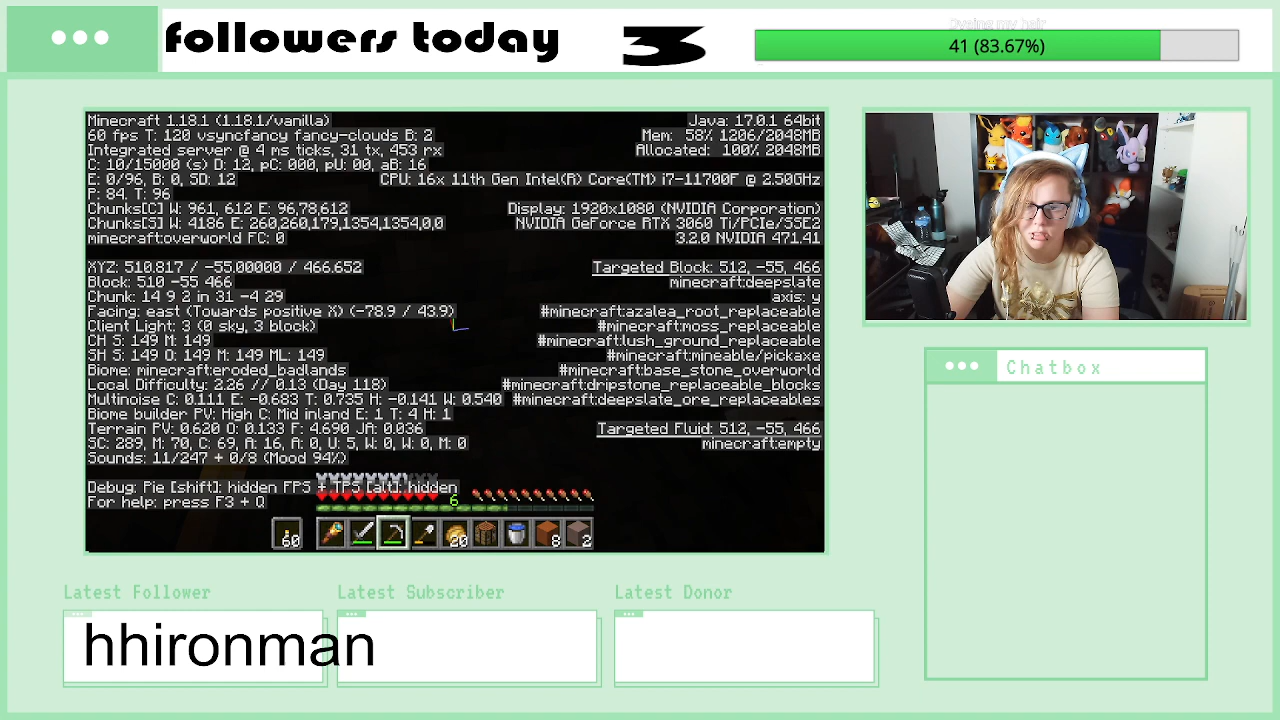 followers today
3
Dyeing my hair
41 (83.67%)
Minecraft 1.18.1 (1.18.1/vanilla)
60 fps T: 120 vsyncfancy fancy-clouds B: 2
Integrated server @ 4 ms ticks, 31 tx, 453 rx
C: 10/15000 (s) D: 12, pC: 000, pU: 00, aB: 16
E: 0/96, B: 0, SD: 12
P: 84. T: 96
Chunks[C] W: 961, 612 E: 96,78,612
Chunks[S] W: 4186 E: 260,260,179,1354,1354,0,0
minecraft:overworld FC: 0
XYZ: 510.817 / -55.00000 / 466.652
Block: 510 -55 466
Chunk: 14 9 2 in 31 -4 29
Facing: east (Towards positive X) (-78.9 / 43.9)
Client Light: 3 (0 sky, 3 block)
CH S: 149 M: 149
SH S: 149 O: 149 M: 149 ML: 149
Biome: minecraft:eroded_badlands
Local Difficulty: 2.26 // 0.13 (Day 118)
Multinoise C: 0.111 E: -0.683 T: 0.735 H: -0.141 W: 0.540
Biome builder PV: High C: Mid inland E: 1 T: 4 H: 1
Terrain PV: 0.620 O: 0.133 F: 4.690 JA: 0.036
SC: 289, M: 70, C: 69, A: 16, A: 0, U: 5, W: 0, W: 0, M: 0
Sounds: 11/247 + 0/8 (Mood 94%)
Debug: Pie [shift]: hidden FPS + TPS [alt]: hidden
For help: press F3 + Q
Java: 17.0.1 64bit
Mem: 58% 1206/2048MB
Allocated: 100% 2048MB
CPU: 16x 11th Gen Intel(R) Core(TM) i7-11700F @ 2.50GHz
Display: 1920x1080 (NVIDIA Corporation)
NVIDIA GeForce RTX 3060 Ti/PCIe/SSE2
3.2.0 NVIDIA 471.41
Targeted Block: 512, -55, 466
minecraft:deepslate
axis: y
#minecraft:azalea_root_replaceable
#minecraft:moss_replaceable
#minecraft:lush_ground_replaceable
#minecraft:mineable/pickaxe
#minecraft:base_stone_overworld
#minecraft:dripstone_replaceable_blocks
#minecraft:deepslate_ore_replaceables
Targeted Fluid: 512, -55, 466
minecraft:empty
6
60
20
8
2
Chatbox
Latest Follower
Latest Subscriber
Latest Donor
hhironman